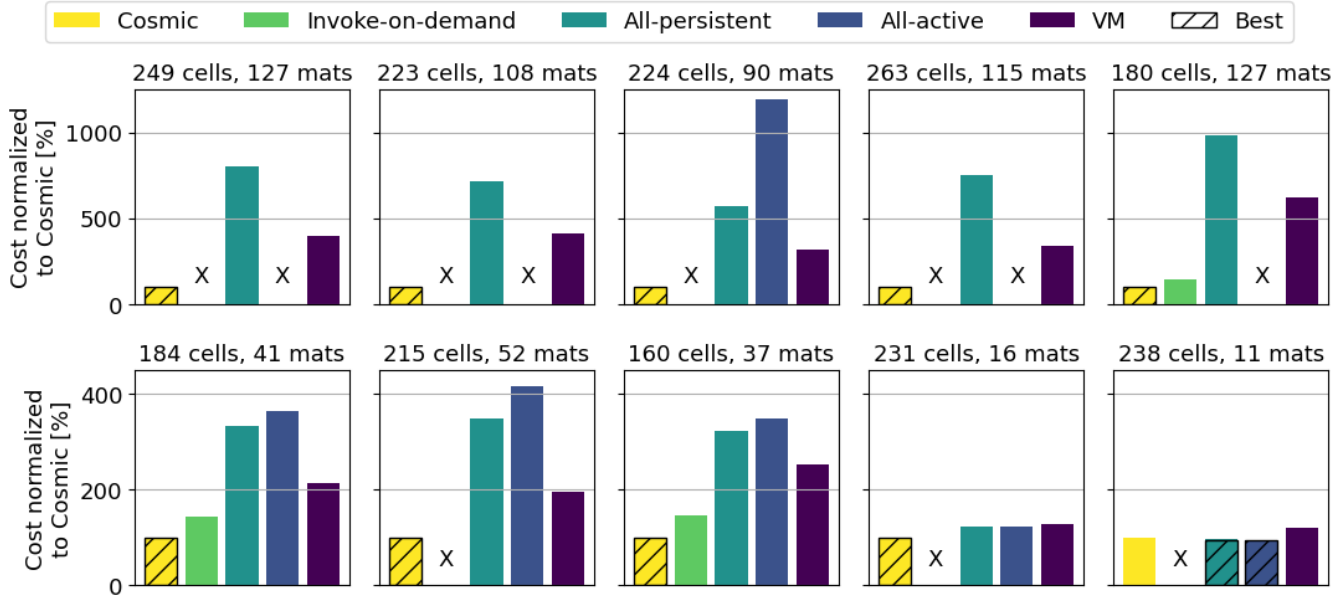 Cosmic Invoke-on-demand All-persistent All-active VM Best
249 cells, 127 mats 223 cells, 108 mats 224 cells, 90 mats 263 cells, 115 mats 180 cells, 127 mats
Cost normalized
to Cosmic [%]
1000
500
0
X X X X X X X X
184 cells, 41 mats 215 cells, 52 mats 160 cells, 37 mats 231 cells, 16 mats 238 cells, 11 mats
Cost normalized
to Cosmic [%]
400
200
0
X X X